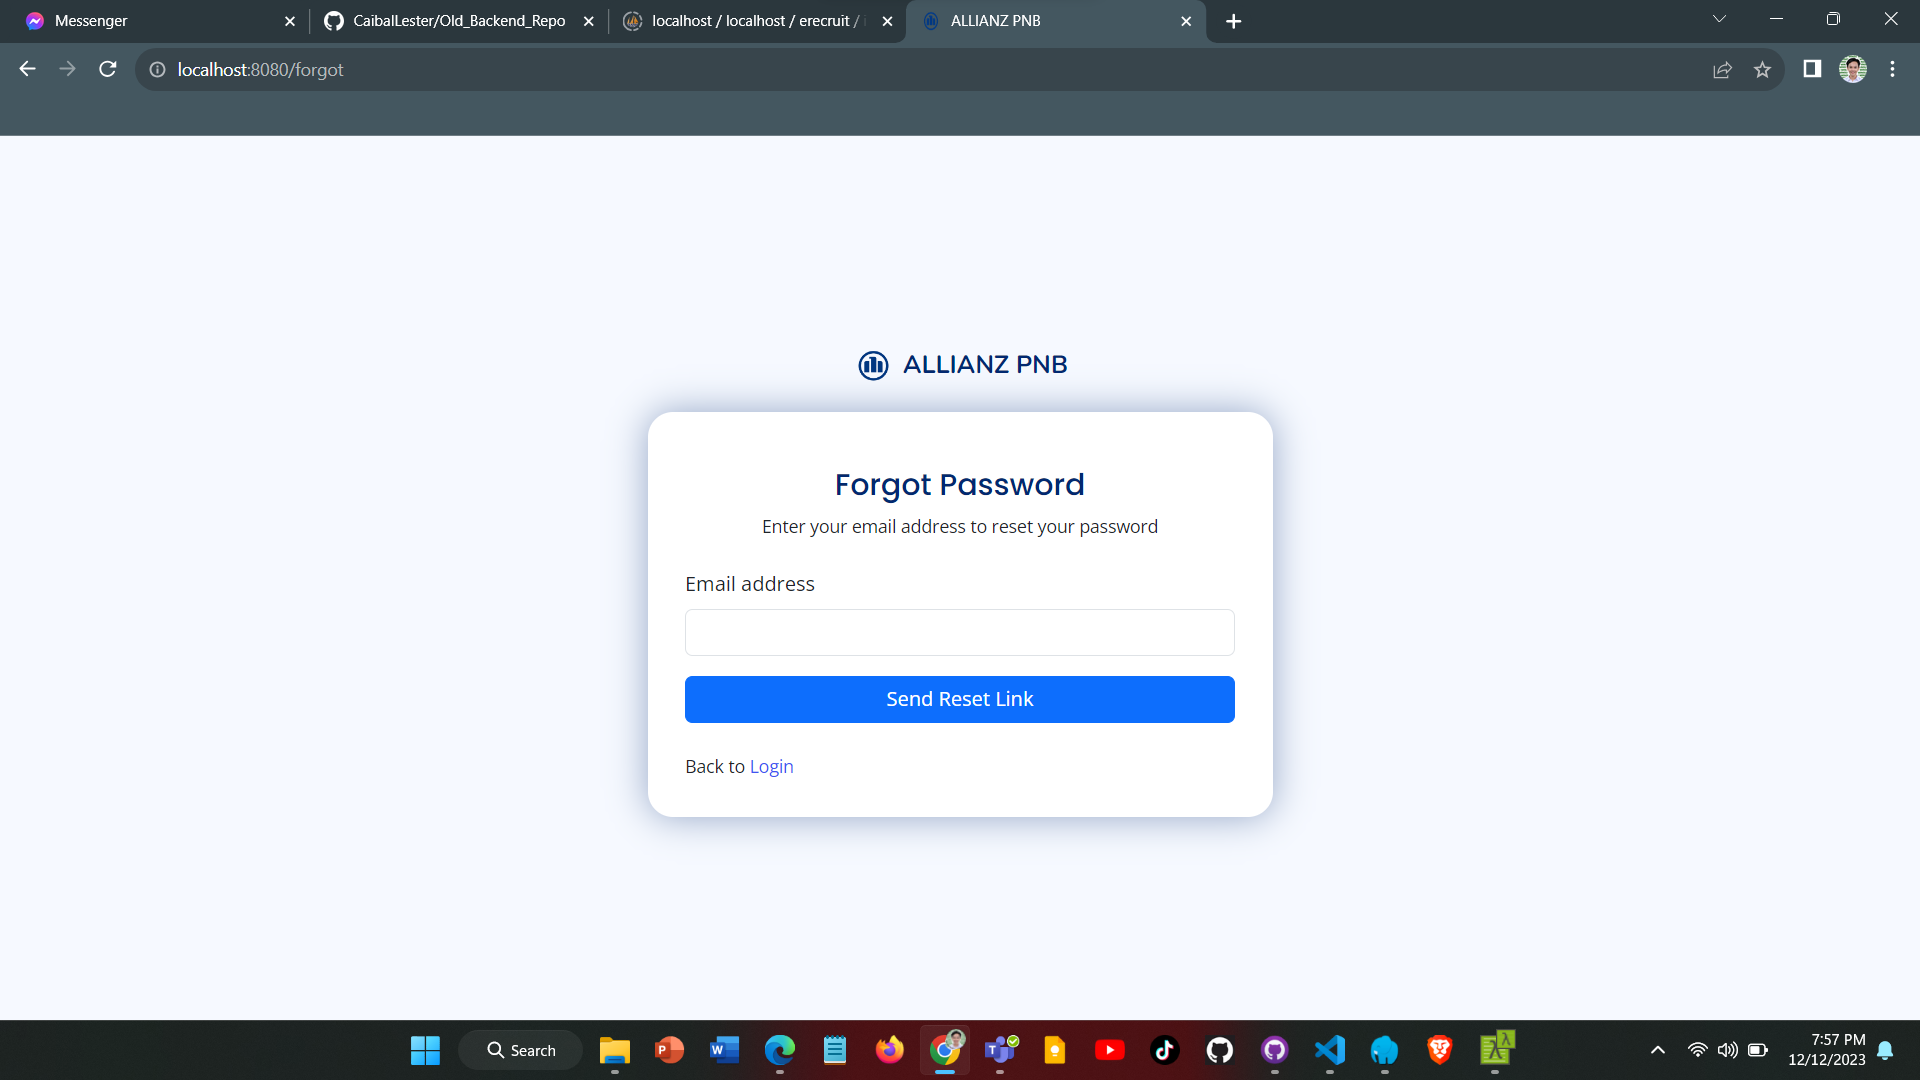 Messenger
CaibalLester/Old_Backend_Repo
localhost / localhost / erecruit /
ALLIANZ PNB
localhost:8080/forgot
ALLIANZ PNB
Forgot Password
Enter your email address to reset your password
Email address
Send Reset Link
Back to Login
Search
7:57 PM
12/12/2023